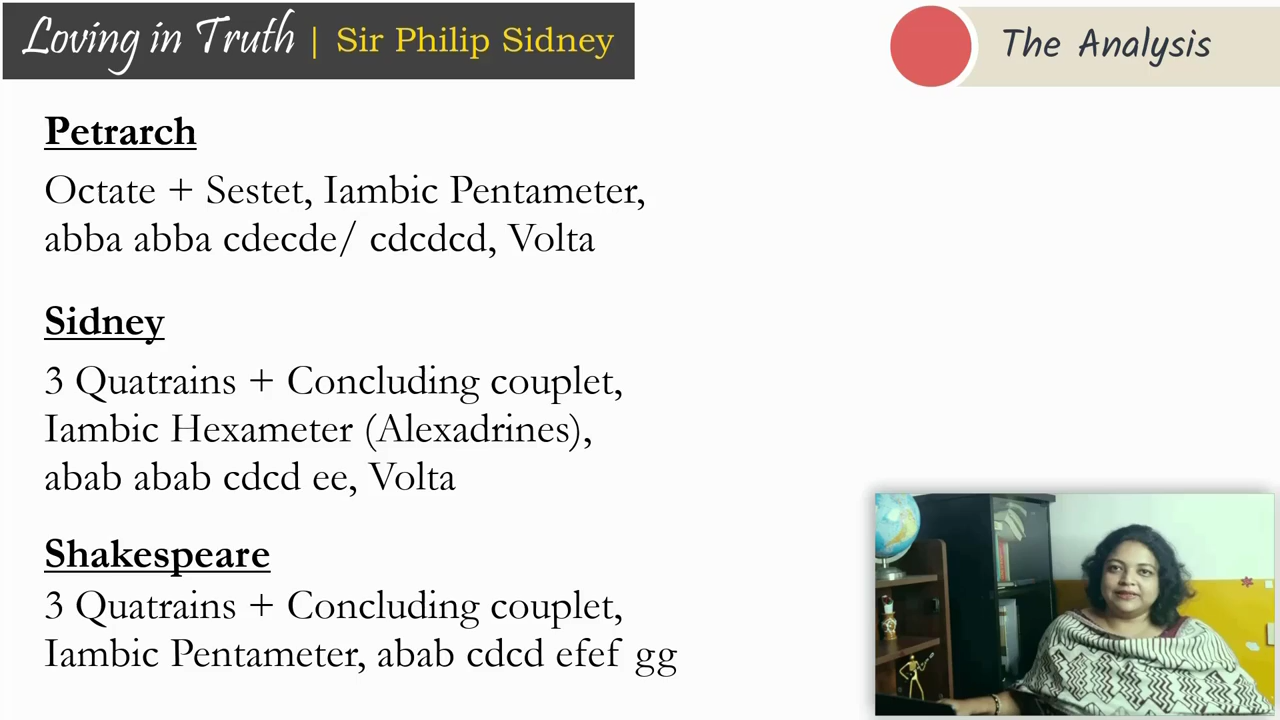 Loving in Truth | Sir Philip Sidney
The Analysis
Petrarch
Octate + Sestet, Iambic Pentameter,
abba abba cdecde/ cdcdcd, Volta
Sidney
3 Quatrains + Concluding couplet,
Iambic Hexameter (Alexadrines),
abab abab cdcd ee, Volta
Shakespeare
3 Quatrains + Concluding couplet,
Iambic Pentameter, abab cdcd efef gg